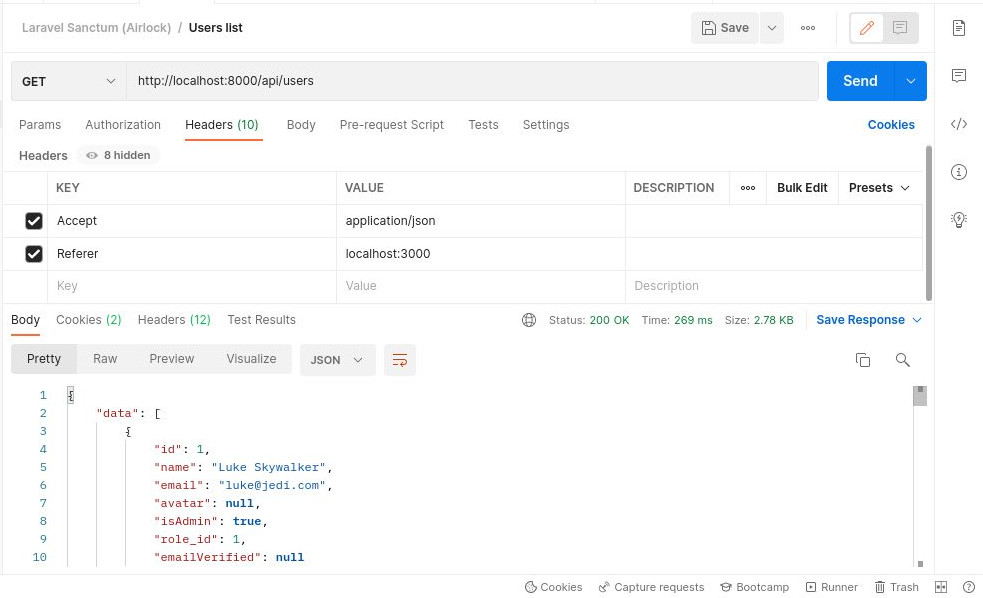 Laravel Sanctum (Airlock) / Users list
Save
GET http://localhost:8000/api/users Send
Params Authorization Headers (10) Body Pre-request Script Tests Settings Cookies
Headers 8 hidden
KEY VALUE DESCRIPTION Bulk Edit Presets
Accept application/json
Referer localhost:3000
Key Value Description
Body Cookies (2) Headers (12) Test Results Status: 200 OK Time: 269 ms Size: 2.78 KB Save Response
Pretty Raw Preview Visualize JSON
1 {
2 "data": [
3 {
4 "id": 1,
5 "name": "Luke Skywalker",
6 "email": "luke@jedi.com",
7 "avatar": null,
8 "isAdmin": true,
9 "role_id": 1,
10 "emailVerified": null
Cookies Capture requests Bootcamp Runner Trash